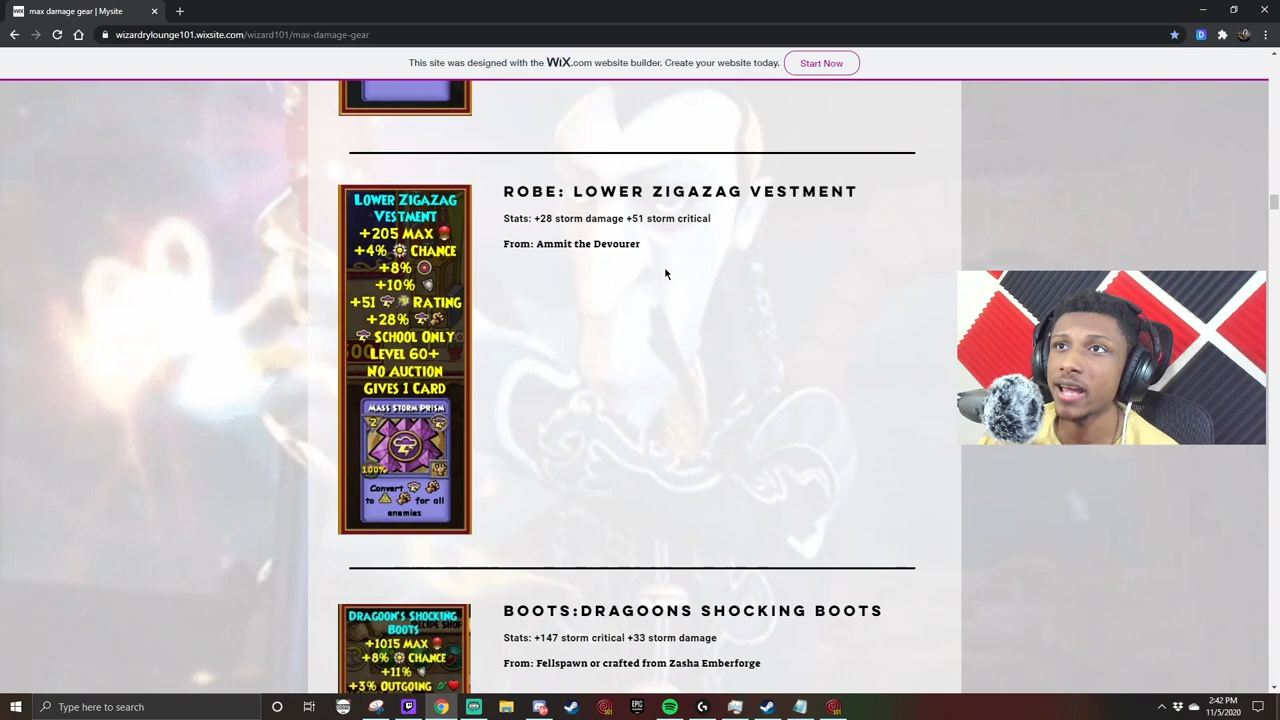 WiX max damage gear | Mysite
wizardrylounge101.wixsite.com/wizard101/max-damage-gear
This site was designed with the WiX.com website builder. Create your website today. Start Now
LOWER ZIGAZAG
VESTMENT
+205 MAX
+4% CHANCE
+8%
+10%
+51 RATING
+28%
SCHOOL ONLY
LEVEL 60+
NO AUCTION
GIVES 1 CARD
MASS STORM PRISM
2
100%
Convert
to for all
enemies
ROBE: LOWER ZIGAZAG VESTMENT
Stats: +28 storm damage +51 storm critical
From: Ammit the Devourer
DRAGOON'S SHOCKING
BOOTS
+1015 MAX
+8% CHANCE
+11%
+3% OUTGOING
BOOTS:DRAGOONS SHOCKING BOOTS
Stats: +147 storm critical +33 storm damage
From: Fellspawn or crafted from Zasha Emberforge
Type here to search
2:42 PM
11/5/2020